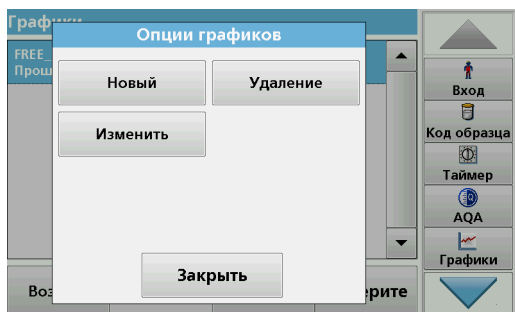 Графики
Опции графиков
FREE_
Прош
Новый
Удаление
Изменить
Закрыть
Воз
ерите
Вход
Код образца
Таймер
AQA
Графики